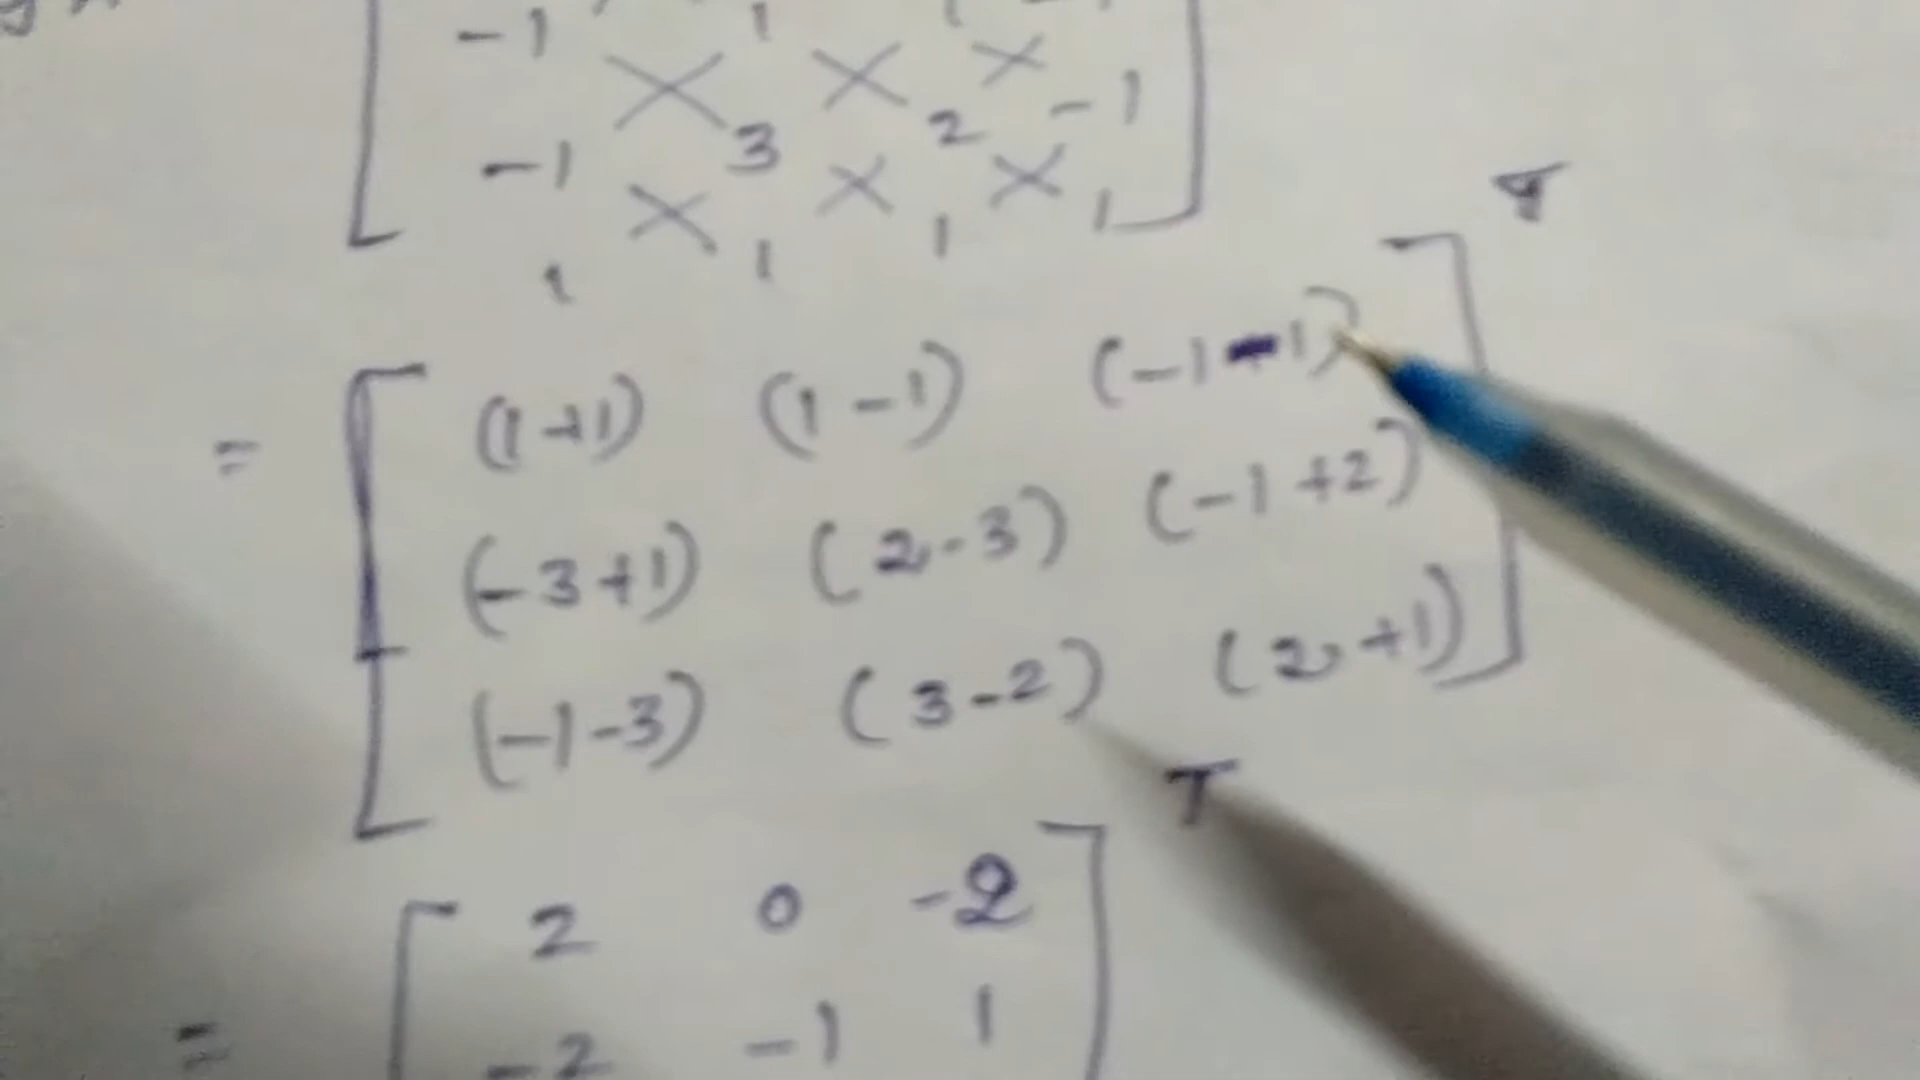 -1 1
-1 3 2 -1
1 1 1 1
T
= [ (1+1) (1-1) (-1-1)
(-3+1) (2-3) (-1+2)
(-1-3) (3-2) (2+1) ]
T
= [ 2 0 -2
-2 -1 1 ]